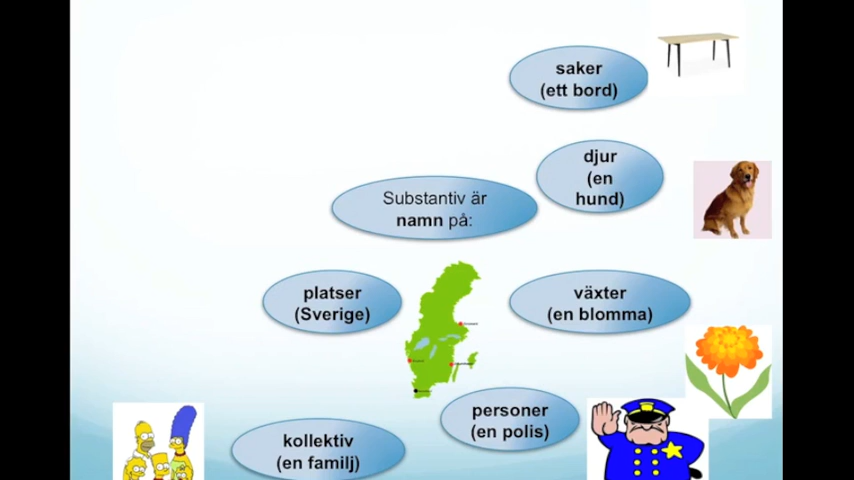 saker
(ett bord)
djur
(en
hund)
Substantiv är
namn på:
platser
(Sverige)
växter
(en blomma)
personer
(en polis)
kollektiv
(en familj)